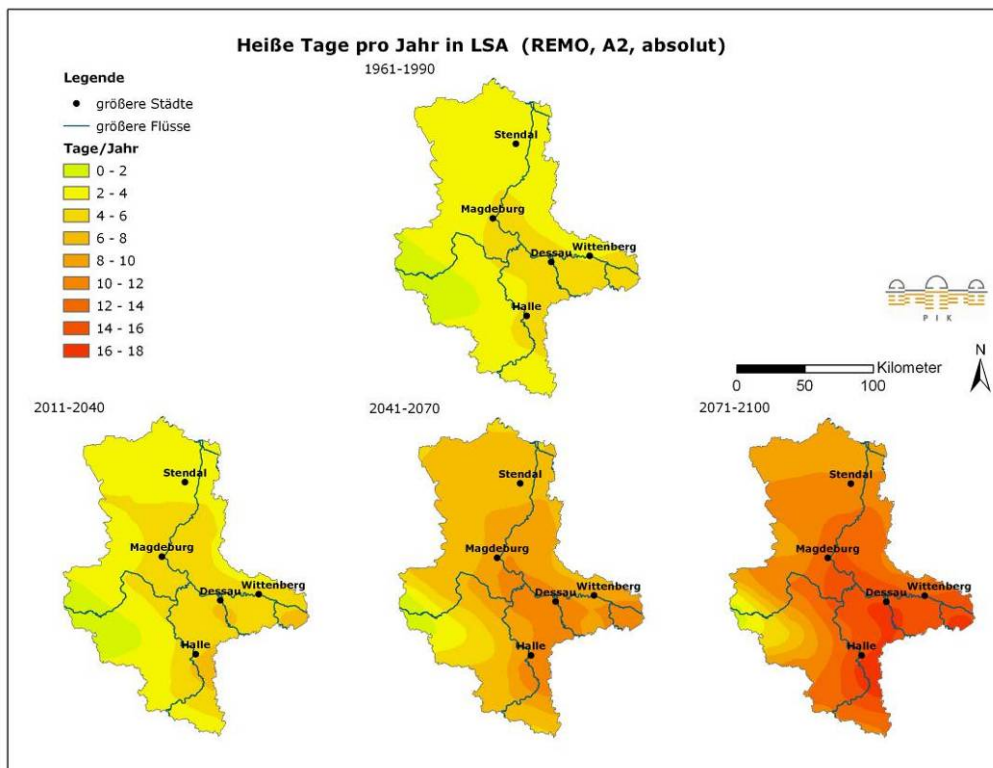 Heiße Tage pro Jahr in LSA (REMO, A2, absolut)
1961-1990
Legende
größere Städte
größere Flüsse
Tage/Jahr
0 - 2
2 - 4
4 - 6
6 - 8
8 - 10
10 - 12
12 - 14
14 - 16
16 - 18
Stendal
Magdeburg
Dessau
Wittenberg
Halle
P I K
N
Kilometer
0 50 100
2011-2040
Stendal
Magdeburg
Dessau
Wittenberg
Halle
2041-2070
Stendal
Magdeburg
Dessau
Wittenberg
Halle
2071-2100
Stendal
Magdeburg
Dessau
Wittenberg
Halle